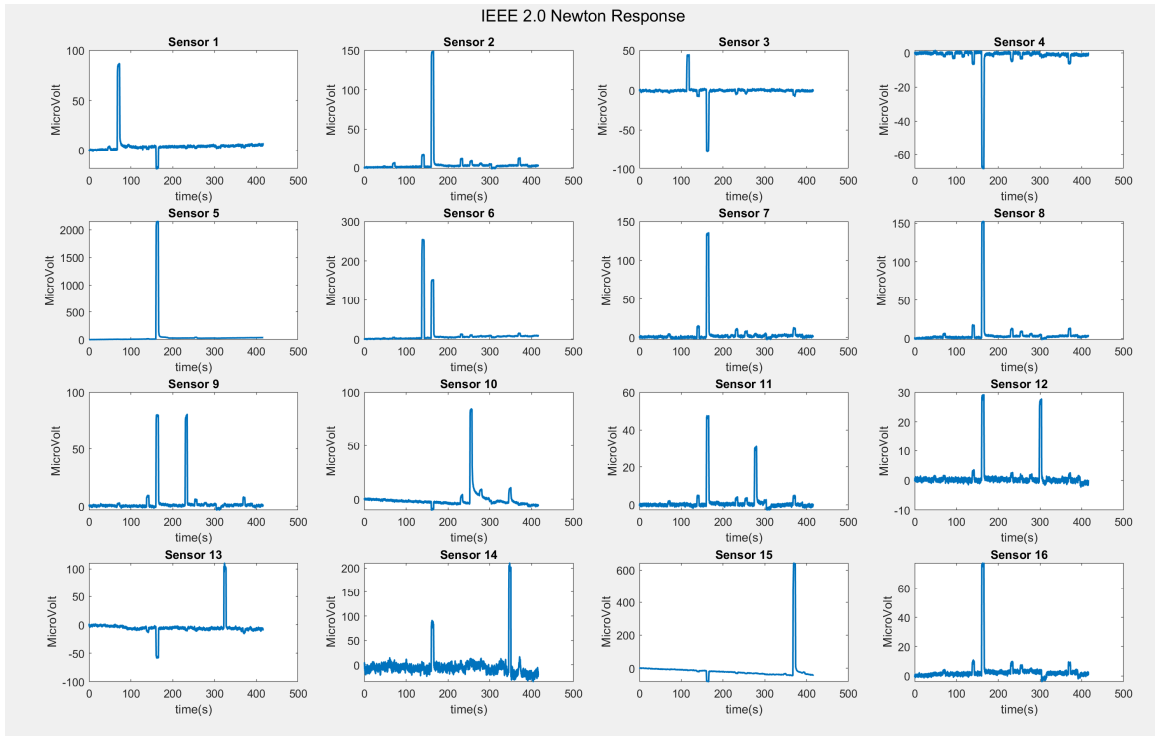 IEEE 2.0 Newton Response
Sensor 1
100
50
0
MicroVolt
0 100 200 300 400 500
time(s)
Sensor 2
150
100
50
0
MicroVolt
0 100 200 300 400 500
time(s)
Sensor 3
50
0
-50
-100
MicroVolt
0 100 200 300 400 500
time(s)
Sensor 4
0
-20
-40
-60
MicroVolt
0 100 200 300 400 500
time(s)
Sensor 5
2000
1500
1000
500
0
MicroVolt
0 100 200 300 400 500
time(s)
Sensor 6
300
200
100
0
MicroVolt
0 100 200 300 400 500
time(s)
Sensor 7
150
100
50
0
MicroVolt
0 100 200 300 400 500
time(s)
Sensor 8
150
100
50
0
MicroVolt
0 100 200 300 400 500
time(s)
Sensor 9
100
50
0
MicroVolt
0 100 200 300 400 500
time(s)
Sensor 10
100
50
0
MicroVolt
0 100 200 300 400 500
time(s)
Sensor 11
60
40
20
0
MicroVolt
0 100 200 300 400 500
time(s)
Sensor 12
30
20
10
0
-10
MicroVolt
0 100 200 300 400 500
time(s)
Sensor 13
100
50
0
-50
-100
MicroVolt
0 100 200 300 400 500
time(s)
Sensor 14
200
150
100
50
0
MicroVolt
0 100 200 300 400 500
time(s)
Sensor 15
600
400
200
0
MicroVolt
0 100 200 300 400 500
time(s)
Sensor 16
60
40
20
0
MicroVolt
0 100 200 300 400 500
time(s)